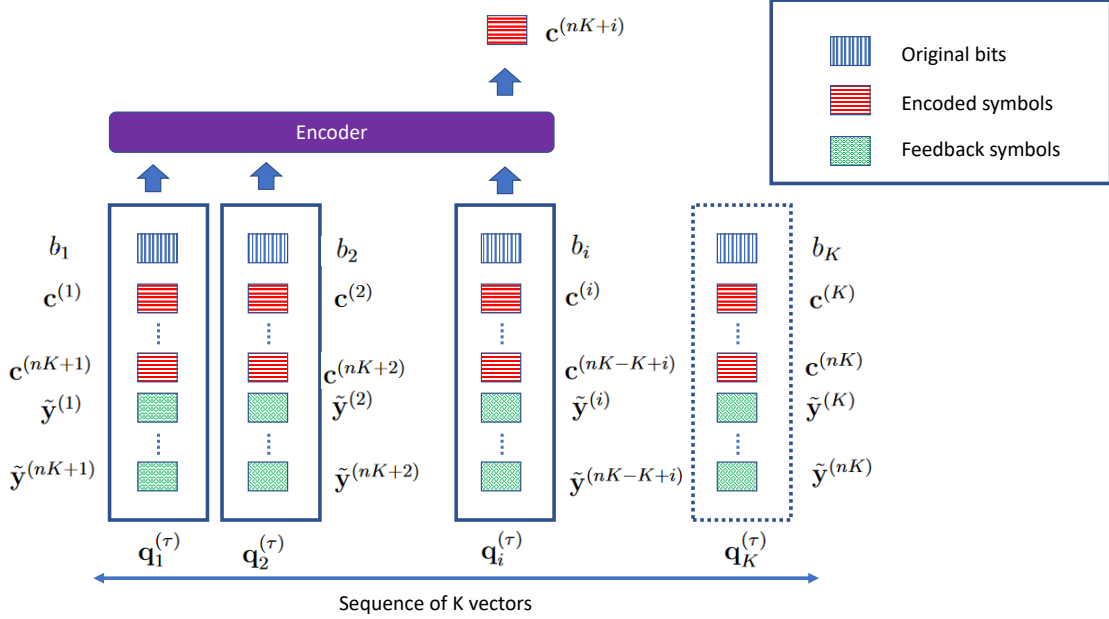 c^{(nK+i)}
Original bits
Encoded symbols
Feedback symbols
Encoder
b_1 b_2 b_i b_K
c^{(1)} c^{(2)} c^{(i)} c^{(K)}
c^{(nK+1)} c^{(nK+2)} c^{(nK-K+i)} c^{(nK)}
ỹ^{(1)} ỹ^{(2)} ỹ^{(i)} ỹ^{(K)}
ỹ^{(nK+1)} ỹ^{(nK+2)} ỹ^{(nK-K+i)} ỹ^{(nK)}
q_1^{(τ)} q_2^{(τ)} q_i^{(τ)} q_K^{(τ)}
Sequence of K vectors